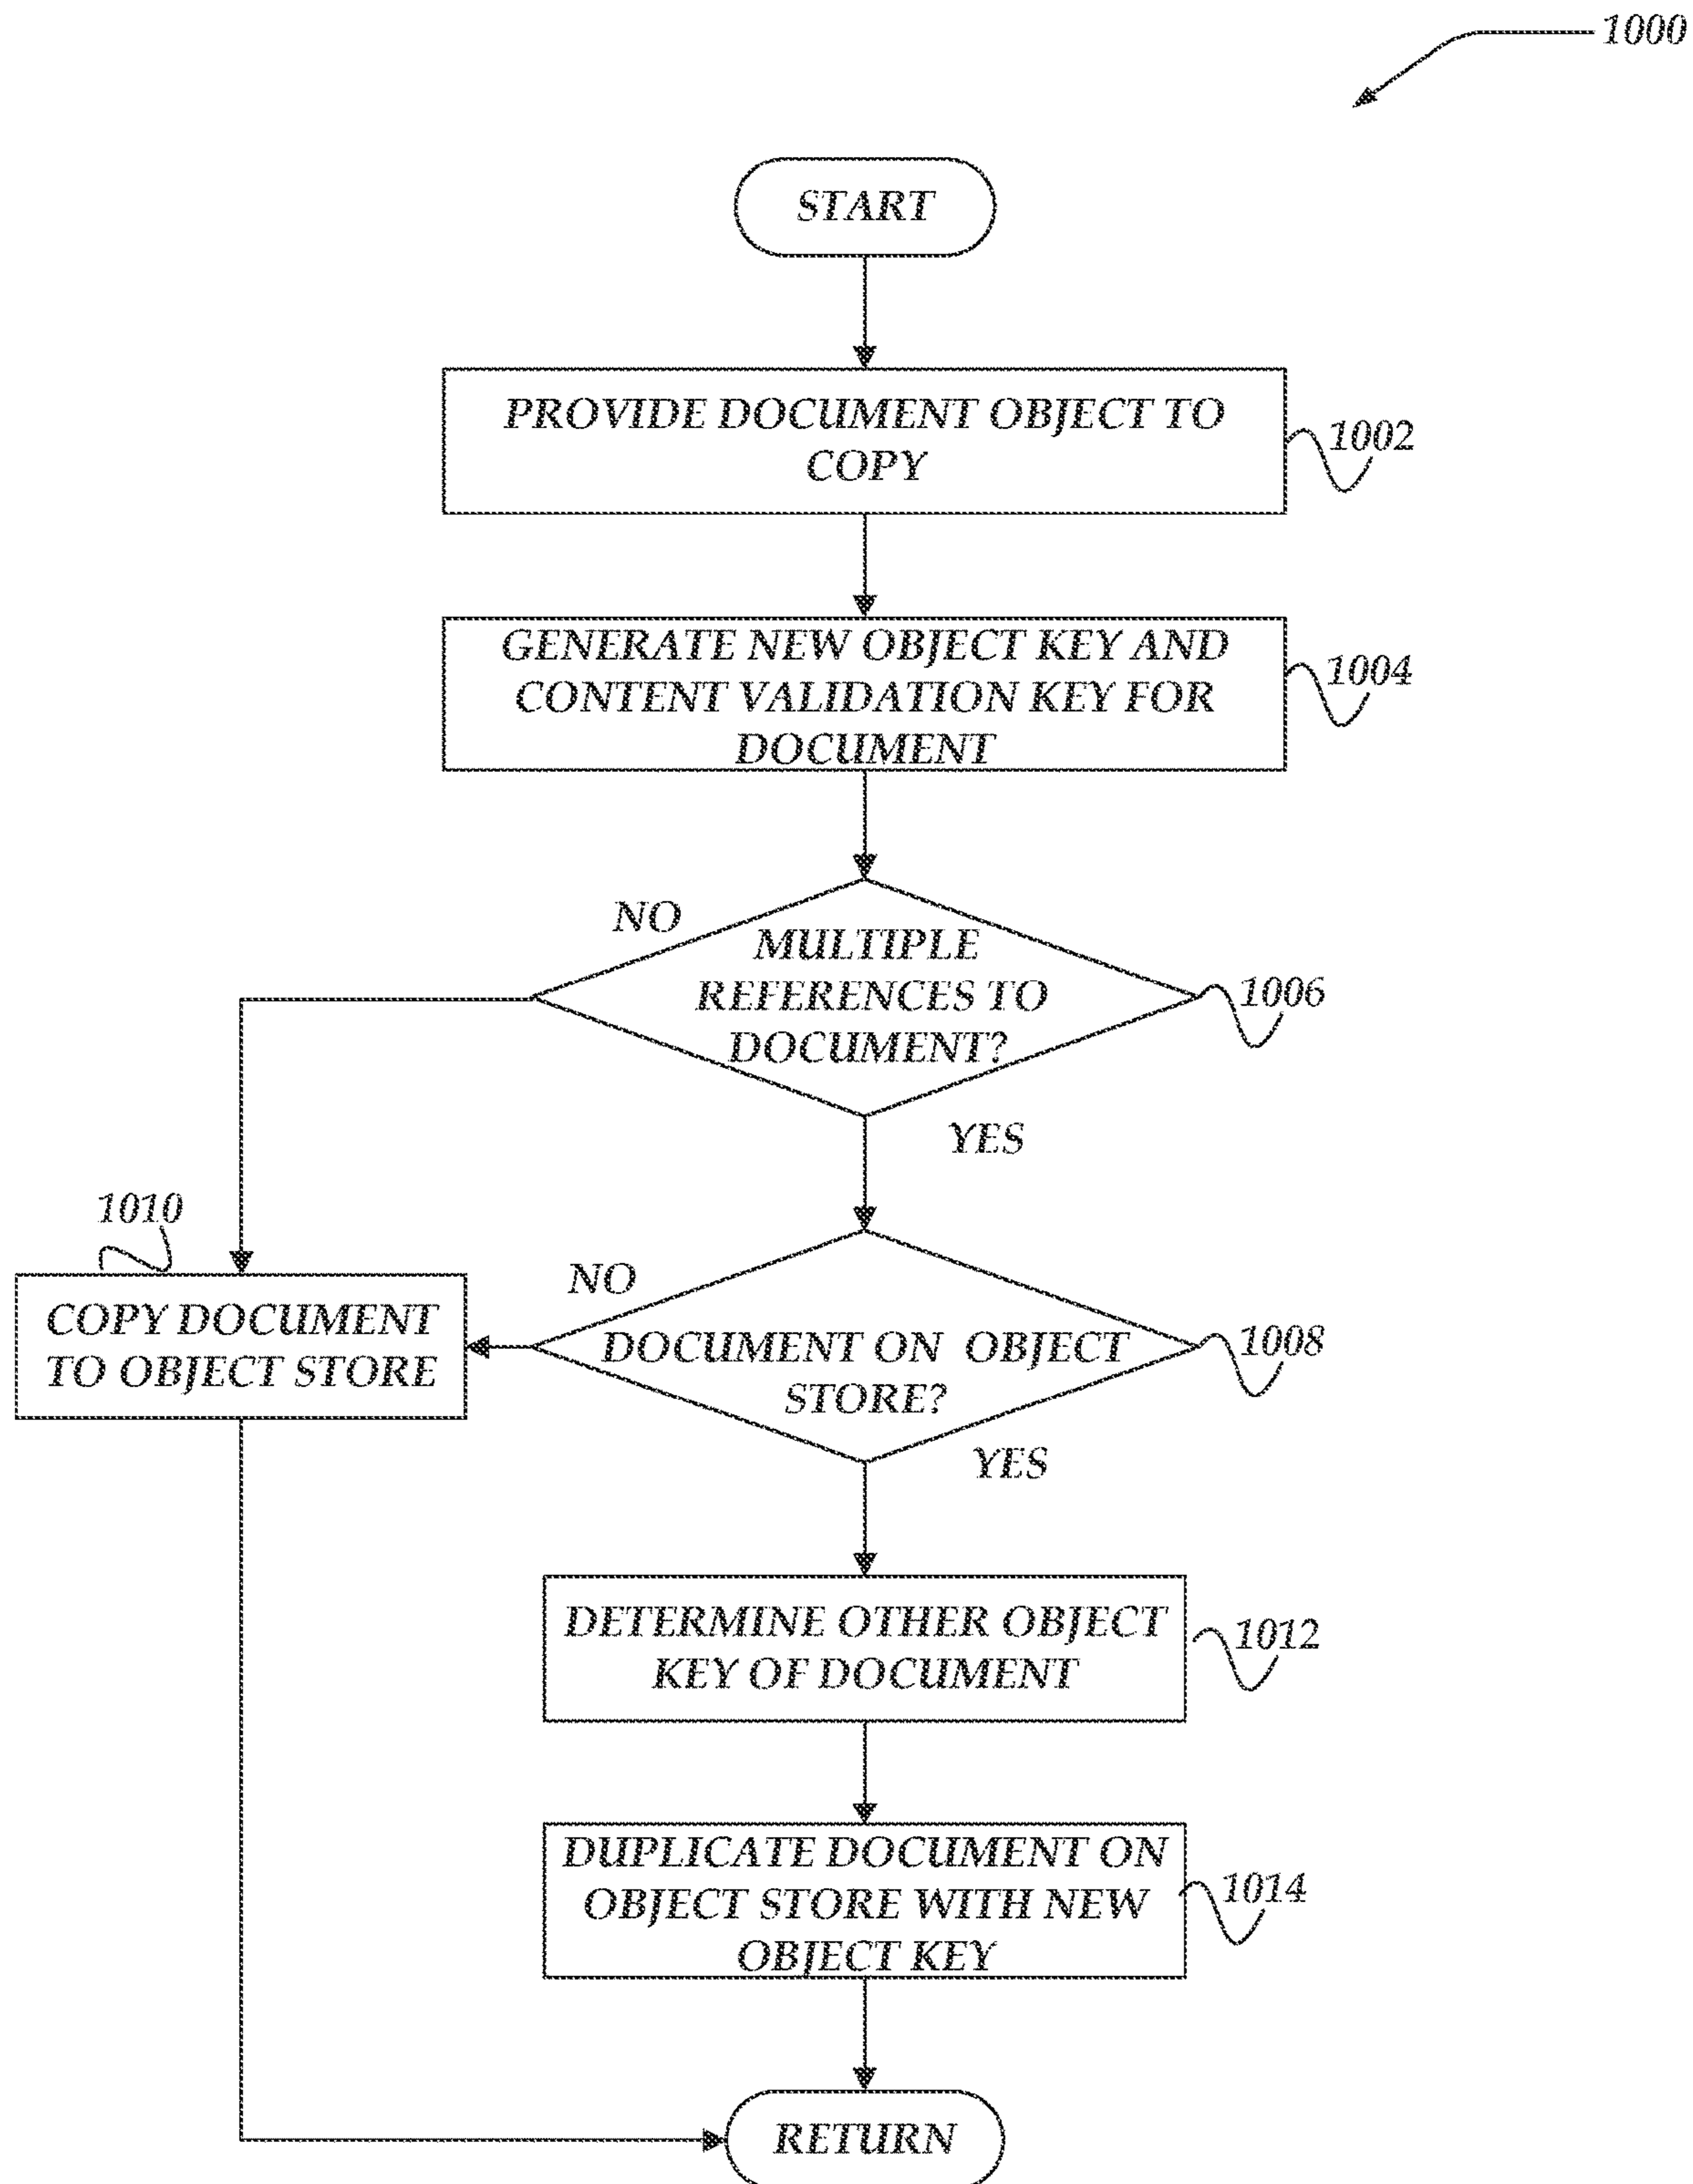 1000
START
PROVIDE DOCUMENT OBJECT TO
COPY
1002
GENERATE NEW OBJECT KEY AND
CONTENT VALIDATION KEY FOR
DOCUMENT
1004
NO
MULTIPLE
REFERENCES TO
DOCUMENT?
1006
YES
1010
COPY DOCUMENT
TO OBJECT STORE
NO
DOCUMENT ON OBJECT
STORE?
1008
YES
DETERMINE OTHER OBJECT
KEY OF DOCUMENT
1012
DUPLICATE DOCUMENT ON
OBJECT STORE WITH NEW
OBJECT KEY
1014
RETURN